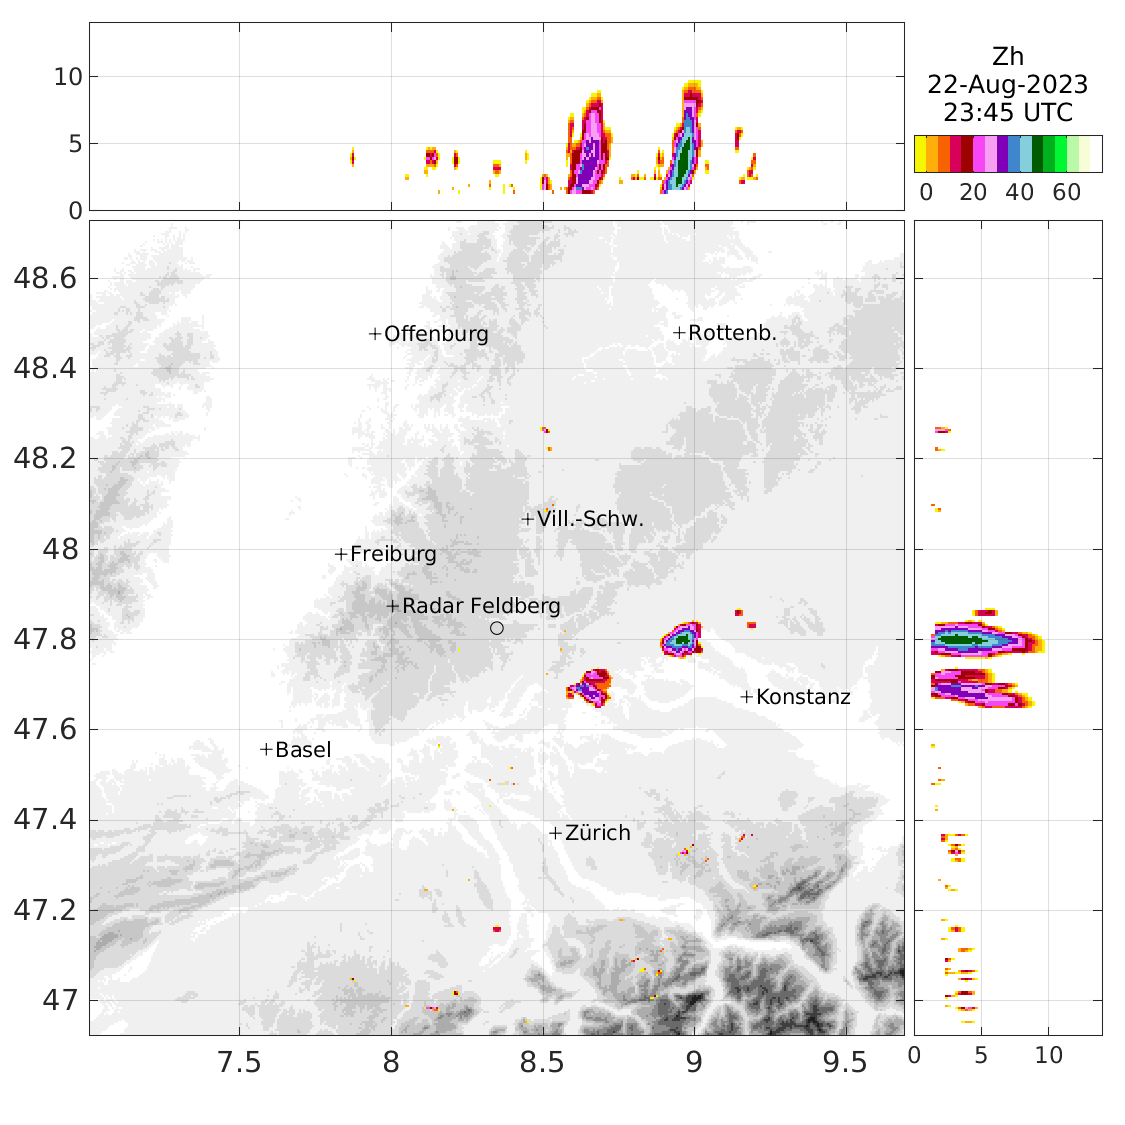 10
5
0
Zh
22-Aug-2023
23:45 UTC
0 20 40 60
48.6
48.4
48.2
48
47.8
47.6
47.4
47.2
47
Offenburg
Rottenb.
Vill.-Schw.
Freiburg
Radar Feldberg
Konstanz
Basel
Zürich
7.5 8 8.5 9 9.5
0 5 10